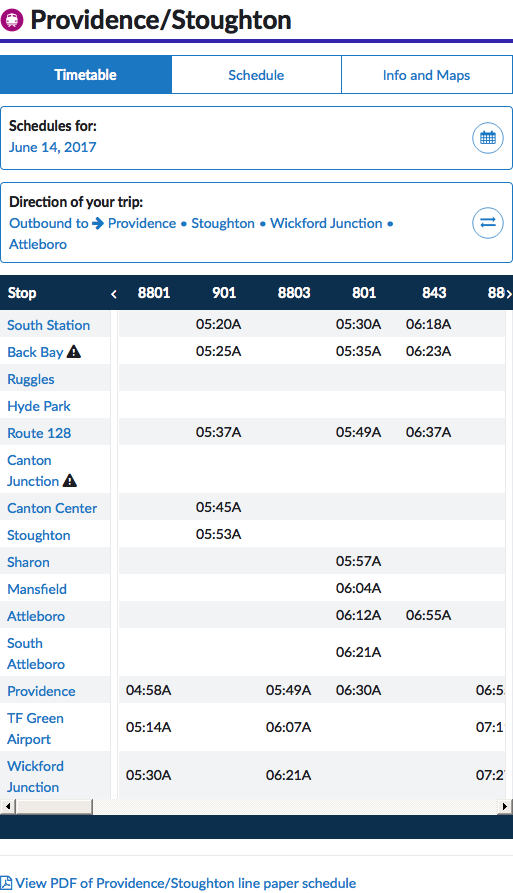 Providence/Stoughton
Timetable Schedule Info and Maps
Schedules for:
June 14, 2017
Direction of your trip:
Outbound to → Providence • Stoughton • Wickford Junction •
Attleboro
Stop 8801 901 8803 801 843 88
South Station 05:20A 05:30A 06:18A
Back Bay 05:25A 05:35A 06:23A
Ruggles
Hyde Park
Route 128 05:37A 05:49A 06:37A
Canton
Junction
Canton Center 05:45A
Stoughton 05:53A
Sharon 05:57A
Mansfield 06:04A
Attleboro 06:12A 06:55A
South
Attleboro 06:21A
Providence 04:58A 05:49A 06:30A 06:5
TF Green
Airport 05:14A 06:07A 07:1
Wickford
Junction 05:30A 06:21A 07:2
View PDF of Providence/Stoughton line paper schedule